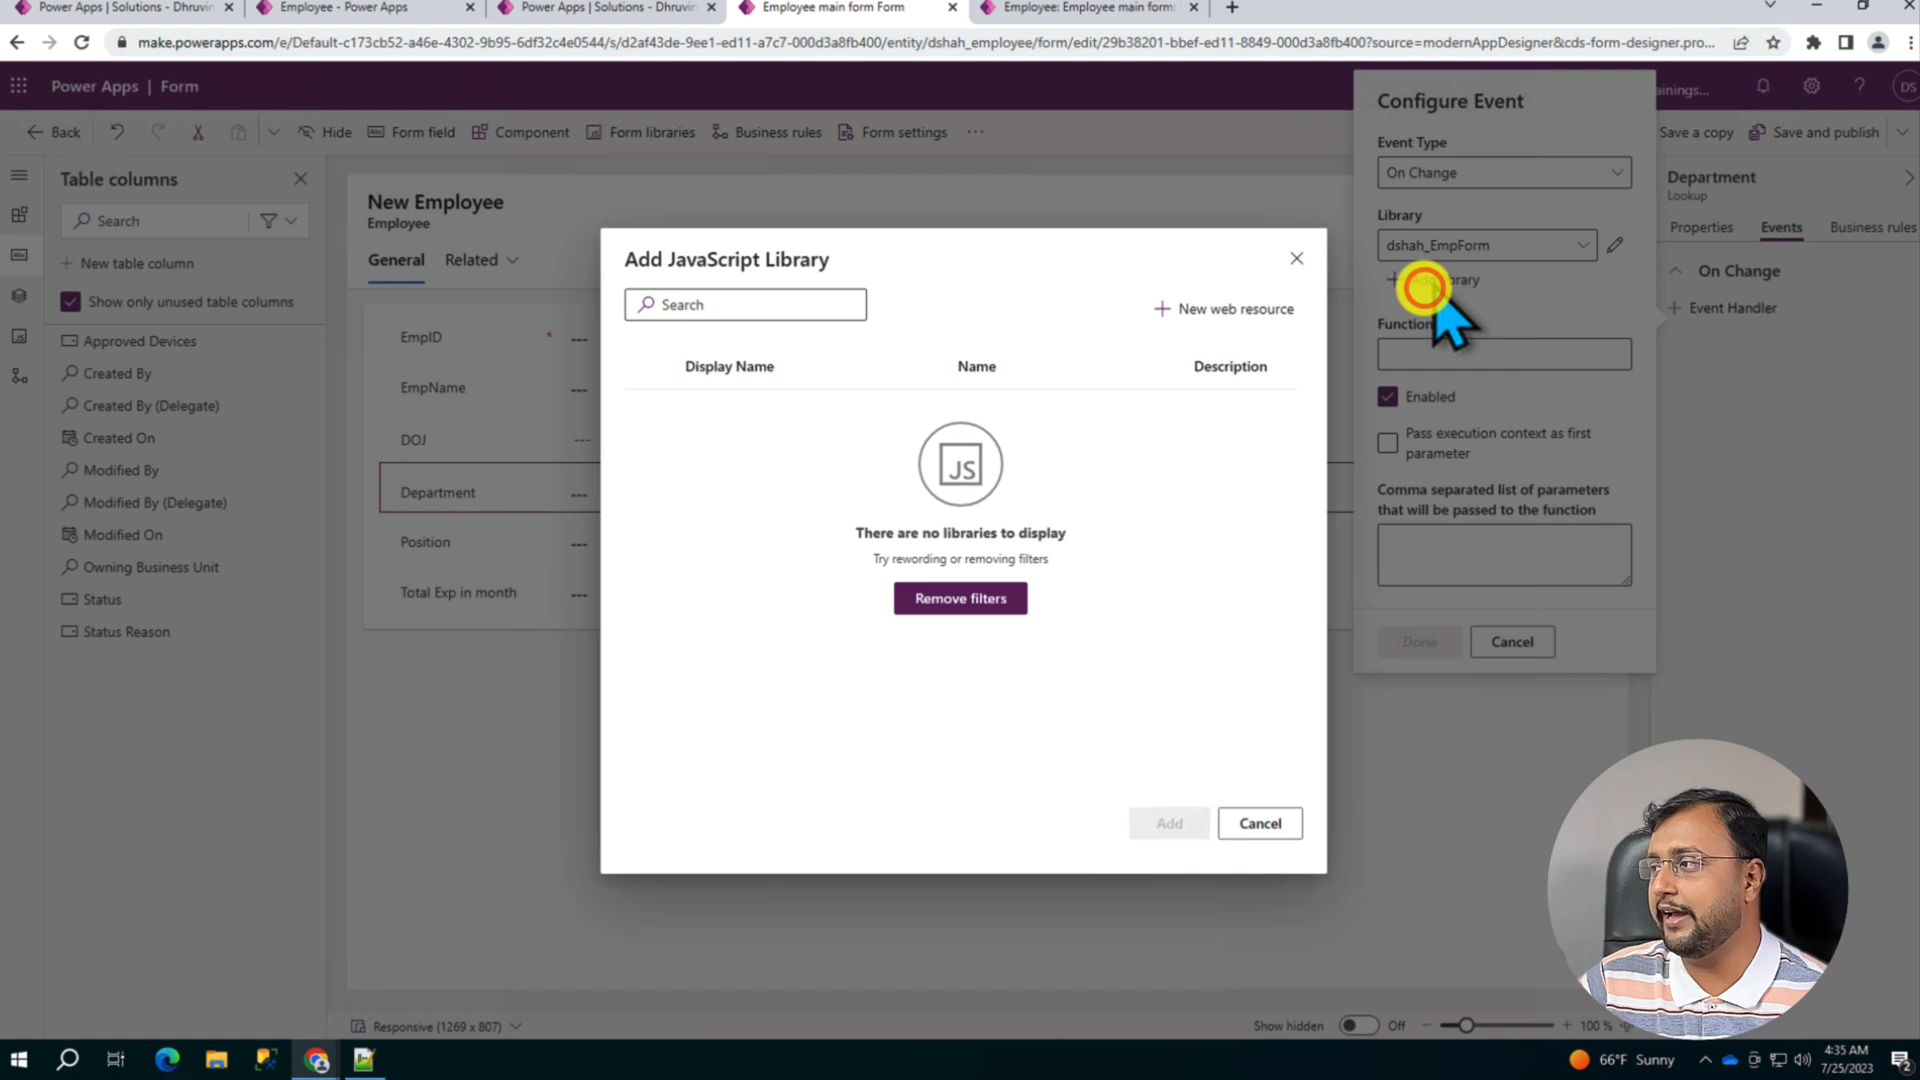 Power Apps | Solutions - Dhruvin
Employee - Power Apps
Power Apps | Solutions - Dhruvin
Employee main form Form
Employee: Employee main form:
make.powerapps.com/e/Default-c173cb52-a46e-4302-9b95-6df32c4e0544/s/d2af43de-9ee1-ed11-a7c7-000d3a8fb400/entity/dshah_employee/form/edit/29b38201-bbef-ed11-8849-000d3a8fb400?source=modernAppDesigner&cds-form-designer.pro...
Power Apps | Form
ainings...
DS
Back
Hide
Form field
Component
Form libraries
Business rules
Form settings
Save a copy
Save and publish
Table columns
Search
New table column
Show only unused table columns
Approved Devices
Created By
Created By (Delegate)
Created On
Modified By
Modified By (Delegate)
Modified On
Owning Business Unit
Status
Status Reason
New Employee
Employee
General
Related
EmpID * ---
EmpName ---
DOJ ---
Department ---
Position ---
Total Exp in month ---
Add JavaScript Library
Search
New web resource
Display Name
Name
Description
JS
There are no libraries to display
Try rewording or removing filters
Remove filters
Add
Cancel
Configure Event
Event Type
On Change
Library
dshah_EmpForm
Function
Enabled
Pass execution context as first
parameter
Comma separated list of parameters
that will be passed to the function
Done
Cancel
Department
Lookup
Properties
Events
Business rules
On Change
Event Handler
Responsive (1269 x 807)
Show hidden
Off
100 %
66°F Sunny
4:35 AM
7/25/2023
2